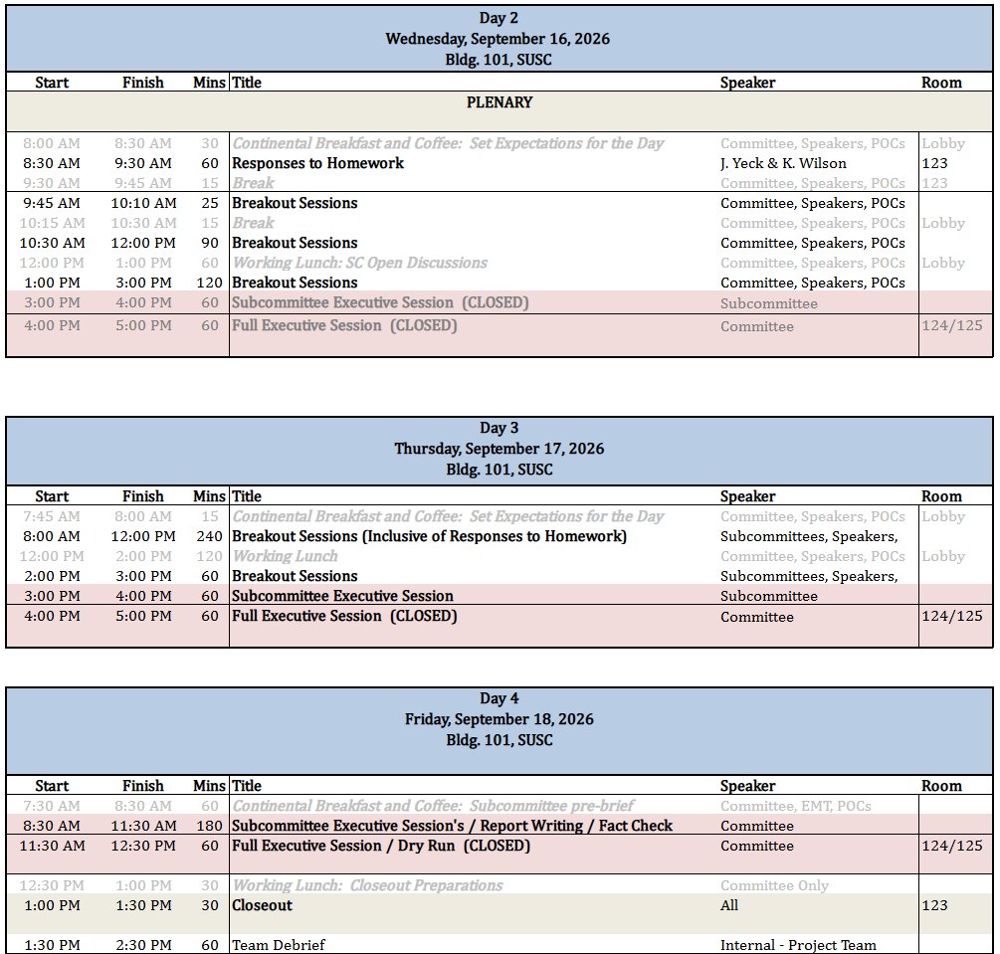 Day 2
Wednesday, September 16, 2026
Bldg. 101, SUSC
Start Finish Mins Title Speaker Room
PLENARY
8:00 AM 8:30 AM 30 Continental Breakfast and Coffee: Set Expectations for the Day Committee, Speakers, POCs Lobby
8:30 AM 9:30 AM 60 Responses to Homework J. Yeck & K. Wilson 123
9:30 AM 9:45 AM 15 Break Committee, Speakers, POCs 123
9:45 AM 10:10 AM 25 Breakout Sessions Committee, Speakers, POCs
10:15 AM 10:30 AM 15 Break Committee, Speakers, POCs Lobby
10:30 AM 12:00 PM 90 Breakout Sessions Committee, Speakers, POCs
12:00 PM 1:00 PM 60 Working Lunch: SC Open Discussions Committee, Speakers, POCs Lobby
1:00 PM 3:00 PM 120 Breakout Sessions Committee, Speakers, POCs
3:00 PM 4:00 PM 60 Subcommittee Executive Session (CLOSED) Subcommittee
4:00 PM 5:00 PM 60 Full Executive Session (CLOSED) Committee 124/125
Day 3
Thursday, September 17, 2026
Bldg. 101, SUSC
Start Finish Mins Title Speaker Room
7:45 AM 8:00 AM 15 Continental Breakfast and Coffee: Set Expectations for the Day Committee, Speakers, POCs Lobby
8:00 AM 12:00 PM 240 Breakout Sessions (Inclusive of Responses to Homework) Subcommittees, Speakers,
12:00 PM 2:00 PM 120 Working Lunch Committee, Speakers, POCs Lobby
2:00 PM 3:00 PM 60 Breakout Sessions Subcommittees, Speakers,
3:00 PM 4:00 PM 60 Subcommittee Executive Session Subcommittee
4:00 PM 5:00 PM 60 Full Executive Session (CLOSED) Committee 124/125
Day 4
Friday, September 18, 2026
Bldg. 101, SUSC
Start Finish Mins Title Speaker Room
7:30 AM 8:30 AM 60 Continental Breakfast and Coffee: Subcommittee pre-brief Committee, EMT, POCs
8:30 AM 11:30 AM 180 Subcommittee Executive Session's / Report Writing / Fact Check Committee
11:30 AM 12:30 PM 60 Full Executive Session / Dry Run (CLOSED) Committee 124/125
12:30 PM 1:00 PM 30 Working Lunch: Closeout Preparations Committee Only
1:00 PM 1:30 PM 30 Closeout All 123
1:30 PM 2:30 PM 60 Team Debrief Internal - Project Team